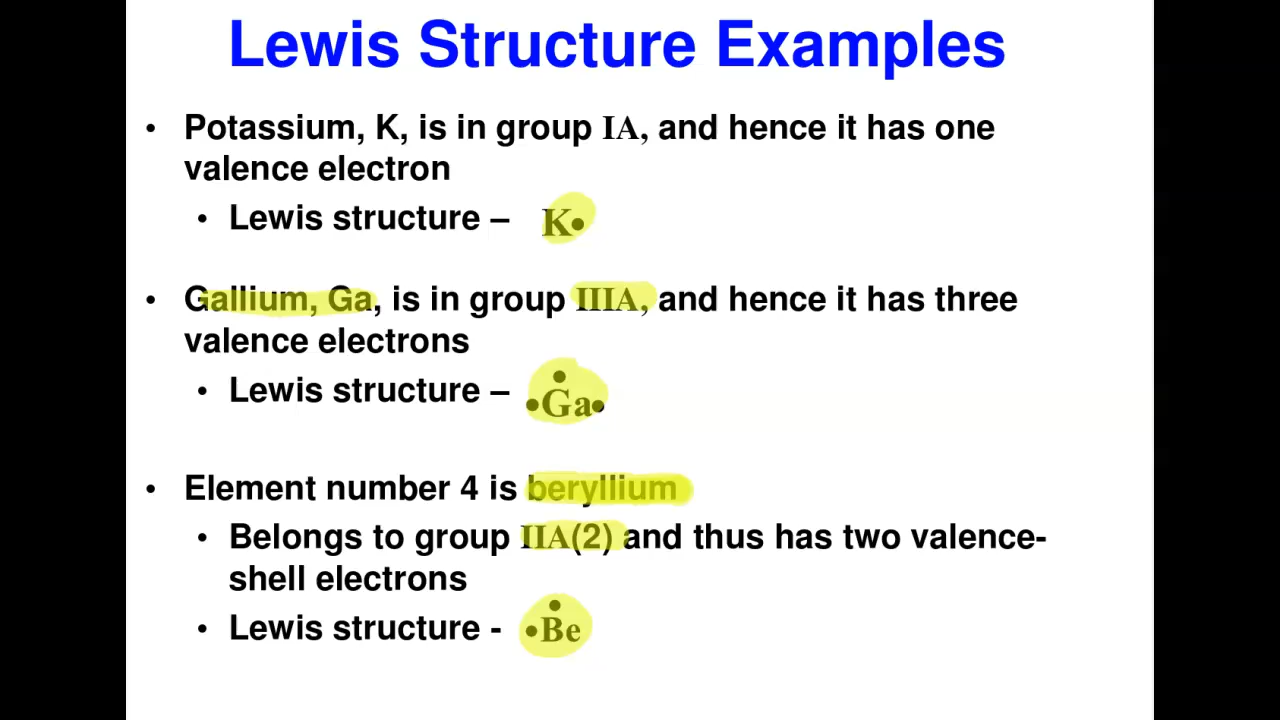 Lewis Structure Examples
• Potassium, K, is in group IA, and hence it has one
valence electron
• Lewis structure – K•
• Gallium, Ga, is in group IIIA, and hence it has three
valence electrons
• Lewis structure – •Ga•
• Element number 4 is beryllium
• Belongs to group IIA(2) and thus has two valence-
shell electrons
• Lewis structure - •Be